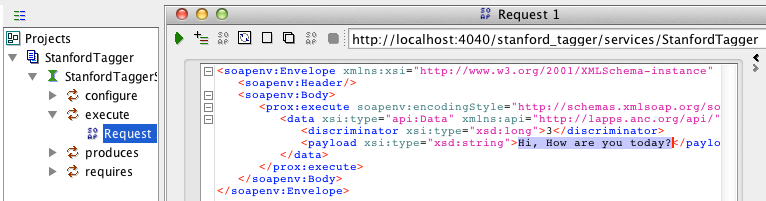 Projects
StanfordTagger
StanfordTaggerS
configure
execute
Request
produces
requires
Request 1
http://localhost:4040/stanford_tagger/services/StanfordTagger
<soapenv:Envelope xmlns:xsi="http://www.w3.org/2001/XMLSchema-instance"
<soapenv:Header/>
<soapenv:Body>
<prox:execute soapenv:encodingStyle="http://schemas.xmlsoap.org/so
<data xsi:type="api:Data" xmlns:api="http://lapps.anc.org/api/"
<discriminator xsi:type="xsd:long">3</discriminator>
<payload xsi:type="xsd:string">Hi, How are you today?</paylo
</data>
</prox:execute>
</soapenv:Body>
</soapenv:Envelope>